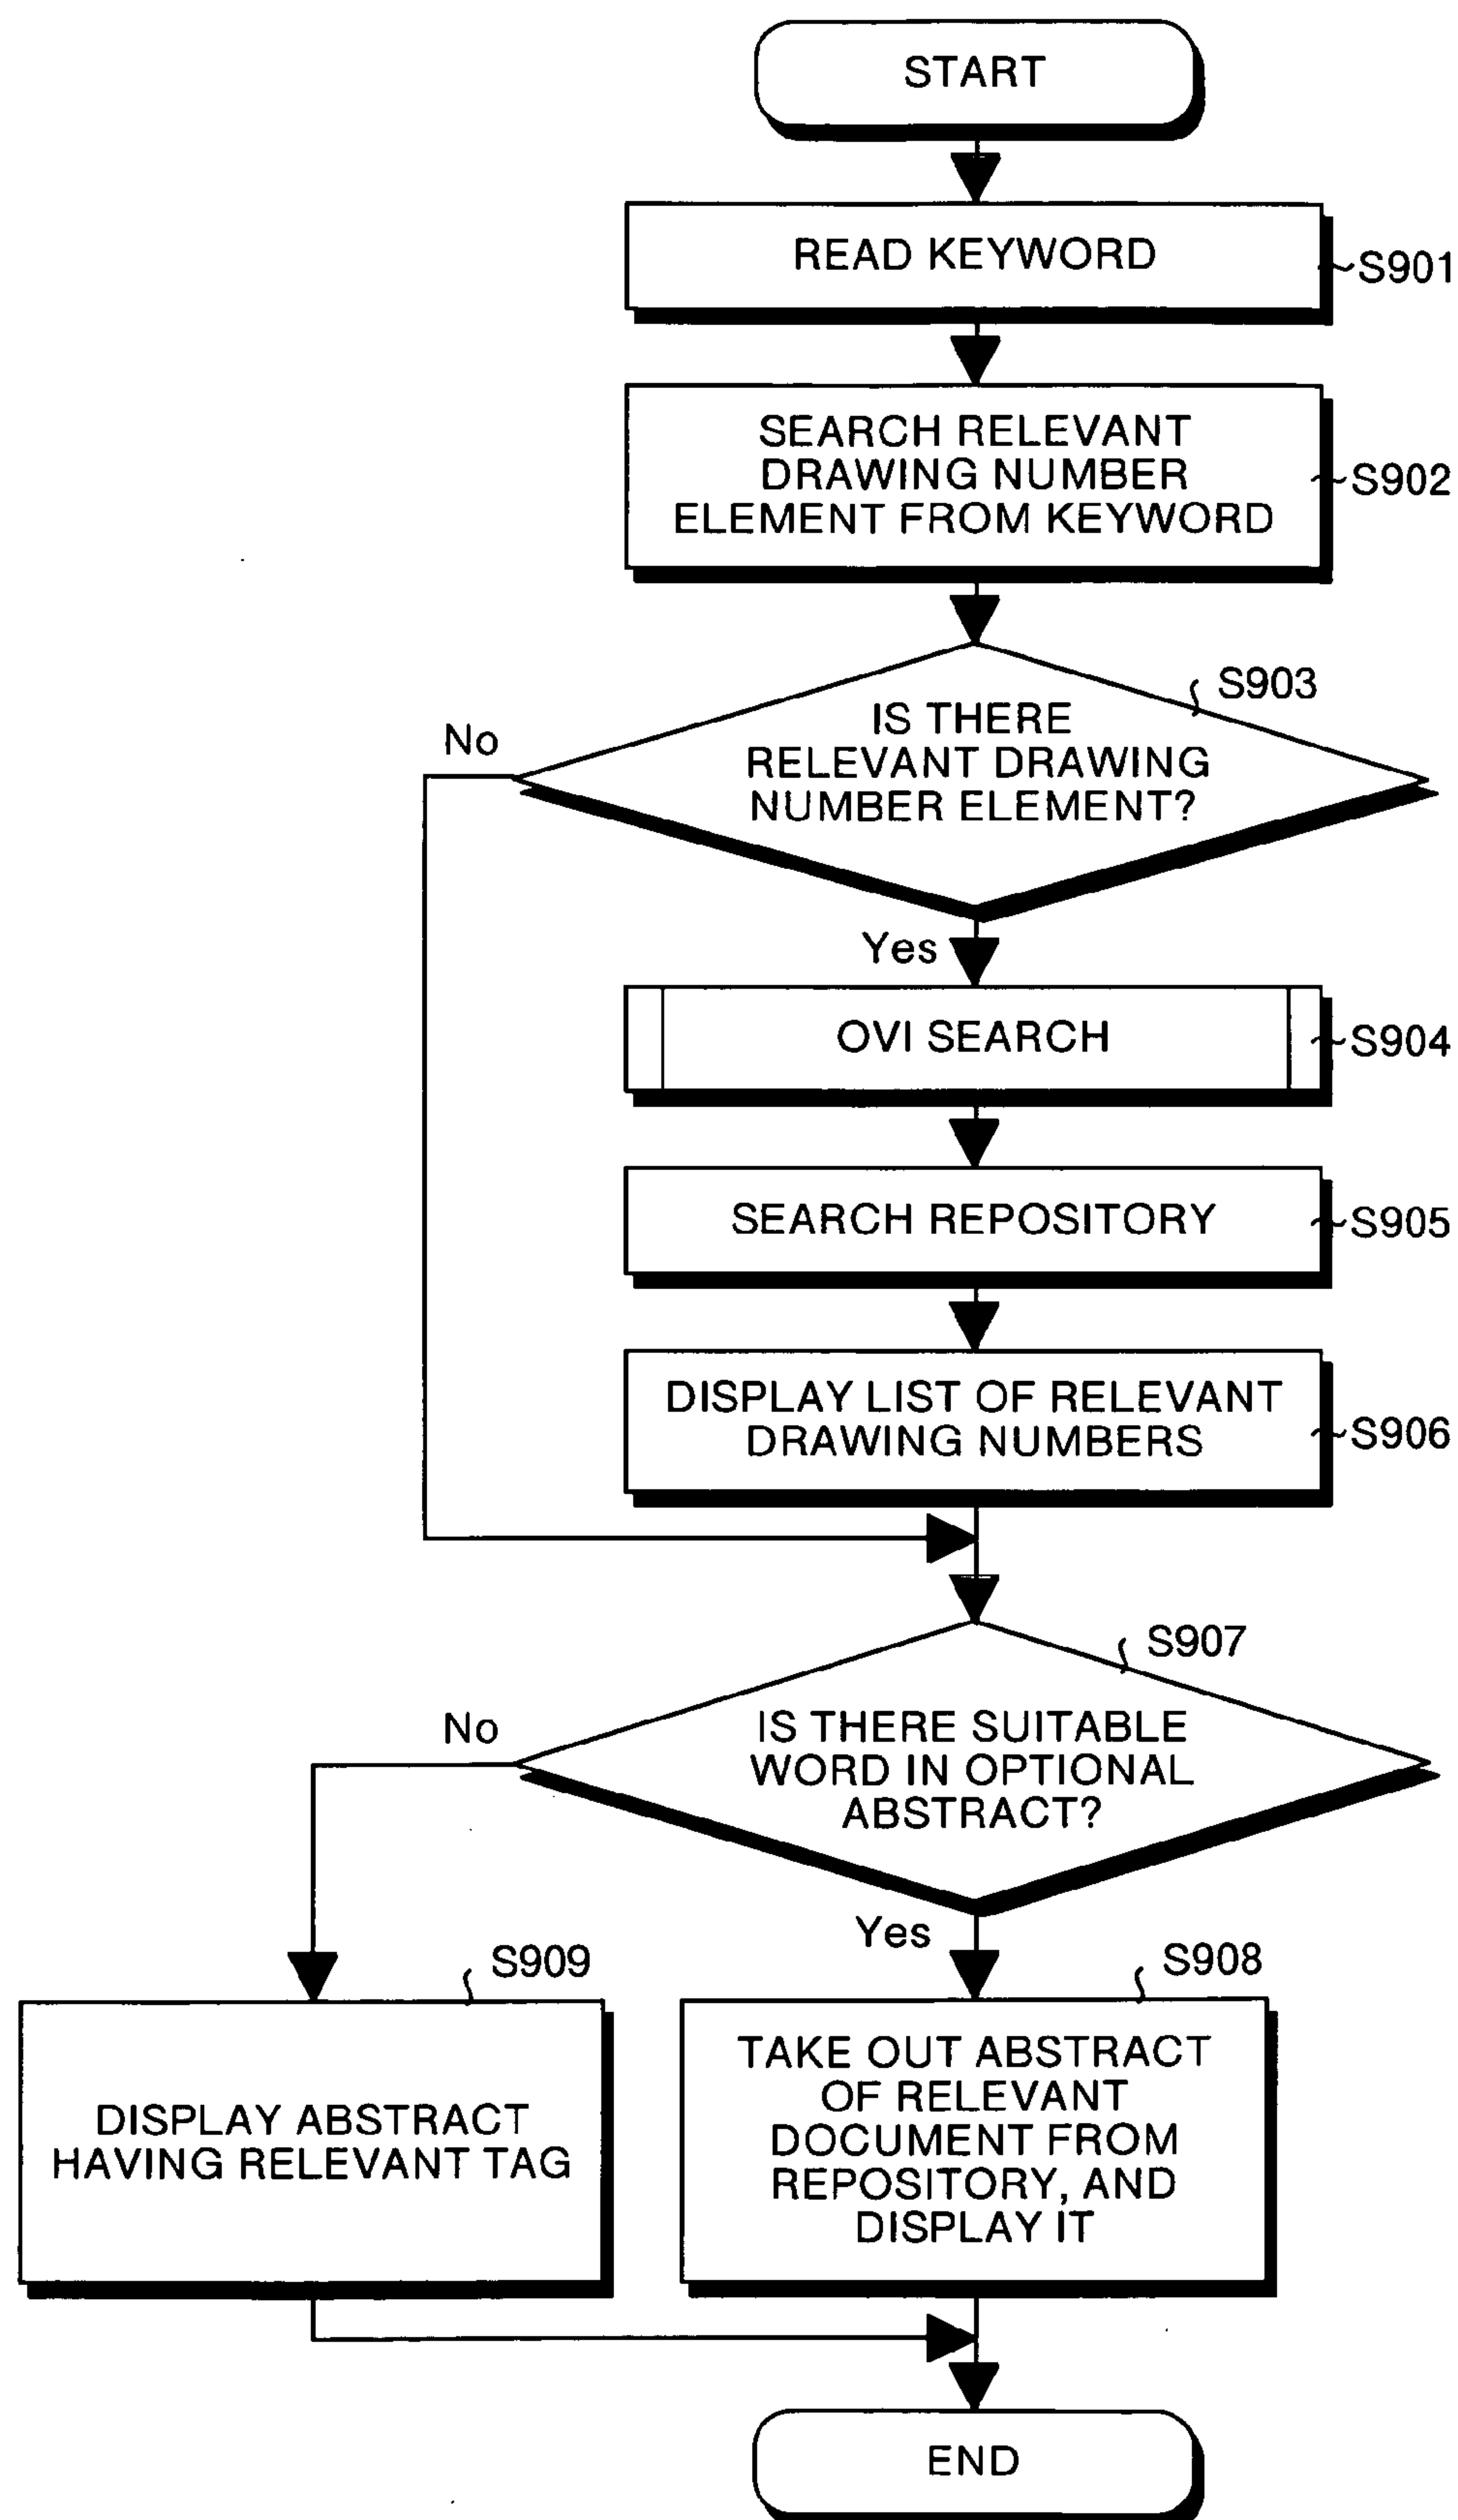 START
READ KEYWORD
S901
SEARCH RELEVANT
DRAWING NUMBER
ELEMENT FROM KEYWORD
S902
S903
IS THERE
RELEVANT DRAWING
NUMBER ELEMENT?
No
Yes
OVI SEARCH
S904
SEARCH REPOSITORY
S905
DISPLAY LIST OF RELEVANT
DRAWING NUMBERS
S906
S907
IS THERE SUITABLE
WORD IN OPTIONAL
ABSTRACT?
No
Yes
S909
DISPLAY ABSTRACT
HAVING RELEVANT TAG
S908
TAKE OUT ABSTRACT
OF RELEVANT
DOCUMENT FROM
REPOSITORY, AND
DISPLAY IT
END